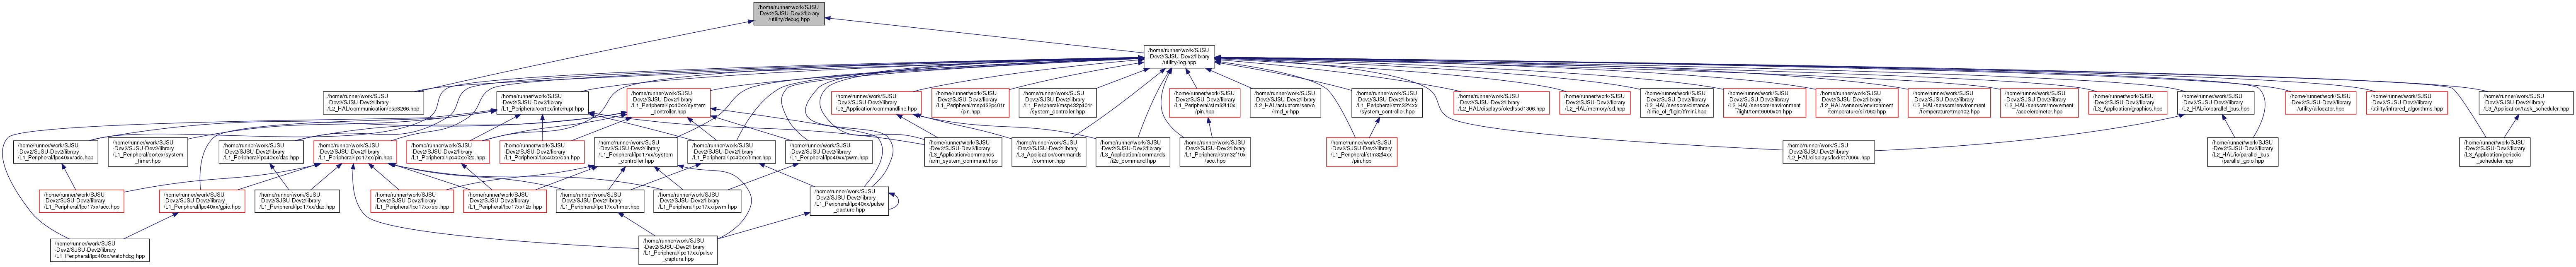 /home/runner/work/SJSU
-Dev2/SJSU-Dev2/library
/utility/debug.hpp
/home/runner/work/SJSU
-Dev2/SJSU-Dev2/library
/utility/log.hpp
/home/runner/work/SJSU
-Dev2/SJSU-Dev2/library
/L2_HAL/communication/esp8266.hpp
/home/runner/work/SJSU
-Dev2/SJSU-Dev2/library
/L1_Peripheral/cortex/interrupt.hpp
/home/runner/work/SJSU
-Dev2/SJSU-Dev2/library
/L1_Peripheral/lpc40xx/system
_controller.hpp
/home/runner/work/SJSU
-Dev2/SJSU-Dev2/library
/L3_Application/commandline.hpp
/home/runner/work/SJSU
-Dev2/SJSU-Dev2/library
/L1_Peripheral/msp432p401r
/pin.hpp
/home/runner/work/SJSU
-Dev2/SJSU-Dev2/library
/L1_Peripheral/msp432p401r
/system_controller.hpp
/home/runner/work/SJSU
-Dev2/SJSU-Dev2/library
/L1_Peripheral/stm32f10x
/pin.hpp
/home/runner/work/SJSU
-Dev2/SJSU-Dev2/library
/L2_HAL/actuators/servo
/rmd_x.hpp
/home/runner/work/SJSU
-Dev2/SJSU-Dev2/library
/L1_Peripheral/stm32f4xx
/system_controller.hpp
/home/runner/work/SJSU
-Dev2/SJSU-Dev2/library
/L2_HAL/displays/oled/ssd1306.hpp
/home/runner/work/SJSU
-Dev2/SJSU-Dev2/library
/L2_HAL/memory/sd.hpp
/home/runner/work/SJSU
-Dev2/SJSU-Dev2/library
/L2_HAL/sensors/distance
/time_of_flight/tfmini.hpp
/home/runner/work/SJSU
-Dev2/SJSU-Dev2/library
/L2_HAL/sensors/environment
/light/temt6000x01.hpp
/home/runner/work/SJSU
-Dev2/SJSU-Dev2/library
/L2_HAL/sensors/environment
/temperature/si7060.hpp
/home/runner/work/SJSU
-Dev2/SJSU-Dev2/library
/L2_HAL/sensors/environment
/temperature/tmp102.hpp
/home/runner/work/SJSU
-Dev2/SJSU-Dev2/library
/L2_HAL/sensors/movement
/accelerometer.hpp
/home/runner/work/SJSU
-Dev2/SJSU-Dev2/library
/L3_Application/graphics.hpp
/home/runner/work/SJSU
-Dev2/SJSU-Dev2/library
/L2_HAL/io/parallel_bus.hpp
/home/runner/work/SJSU
-Dev2/SJSU-Dev2/library
/utility/allocator.hpp
/home/runner/work/SJSU
-Dev2/SJSU-Dev2/library
/utility/infrared_algorithms.hpp
/home/runner/work/SJSU
-Dev2/SJSU-Dev2/library
/L3_Application/task_scheduler.hpp
/home/runner/work/SJSU
-Dev2/SJSU-Dev2/library
/L1_Peripheral/lpc40xx/adc.hpp
/home/runner/work/SJSU
-Dev2/SJSU-Dev2/library
/L1_Peripheral/cortex/system
_timer.hpp
/home/runner/work/SJSU
-Dev2/SJSU-Dev2/library
/L1_Peripheral/lpc40xx/dac.hpp
/home/runner/work/SJSU
-Dev2/SJSU-Dev2/library
/L1_Peripheral/lpc17xx/pin.hpp
/home/runner/work/SJSU
-Dev2/SJSU-Dev2/library
/L1_Peripheral/lpc40xx/i2c.hpp
/home/runner/work/SJSU
-Dev2/SJSU-Dev2/library
/L1_Peripheral/lpc40xx/can.hpp
/home/runner/work/SJSU
-Dev2/SJSU-Dev2/library
/L1_Peripheral/lpc17xx/system
_controller.hpp
/home/runner/work/SJSU
-Dev2/SJSU-Dev2/library
/L1_Peripheral/lpc40xx/timer.hpp
/home/runner/work/SJSU
-Dev2/SJSU-Dev2/library
/L1_Peripheral/lpc40xx/pwm.hpp
/home/runner/work/SJSU
-Dev2/SJSU-Dev2/library
/L3_Application/commands
/arm_system_command.hpp
/home/runner/work/SJSU
-Dev2/SJSU-Dev2/library
/L3_Application/commands
/common.hpp
/home/runner/work/SJSU
-Dev2/SJSU-Dev2/library
/L3_Application/commands
/i2c_command.hpp
/home/runner/work/SJSU
-Dev2/SJSU-Dev2/library
/L1_Peripheral/stm32f10x
/adc.hpp
/home/runner/work/SJSU
-Dev2/SJSU-Dev2/library
/L1_Peripheral/stm32f4xx
/pin.hpp
/home/runner/work/SJSU
-Dev2/SJSU-Dev2/library
/L2_HAL/displays/lcd/st7066u.hpp
/home/runner/work/SJSU
-Dev2/SJSU-Dev2/library
/L2_HAL/io/parallel_bus
/parallel_gpio.hpp
/home/runner/work/SJSU
-Dev2/SJSU-Dev2/library
/L3_Application/periodic
_scheduler.hpp
/home/runner/work/SJSU
-Dev2/SJSU-Dev2/library
/L1_Peripheral/lpc17xx/adc.hpp
/home/runner/work/SJSU
-Dev2/SJSU-Dev2/library
/L1_Peripheral/lpc40xx/gpio.hpp
/home/runner/work/SJSU
-Dev2/SJSU-Dev2/library
/L1_Peripheral/lpc17xx/dac.hpp
/home/runner/work/SJSU
-Dev2/SJSU-Dev2/library
/L1_Peripheral/lpc17xx/spi.hpp
/home/runner/work/SJSU
-Dev2/SJSU-Dev2/library
/L1_Peripheral/lpc17xx/i2c.hpp
/home/runner/work/SJSU
-Dev2/SJSU-Dev2/library
/L1_Peripheral/lpc17xx/timer.hpp
/home/runner/work/SJSU
-Dev2/SJSU-Dev2/library
/L1_Peripheral/lpc17xx/pwm.hpp
/home/runner/work/SJSU
-Dev2/SJSU-Dev2/library
/L1_Peripheral/lpc40xx/pulse
_capture.hpp
/home/runner/work/SJSU
-Dev2/SJSU-Dev2/library
/L1_Peripheral/lpc40xx/watchdog.hpp
/home/runner/work/SJSU
-Dev2/SJSU-Dev2/library
/L1_Peripheral/lpc17xx/pulse
_capture.hpp